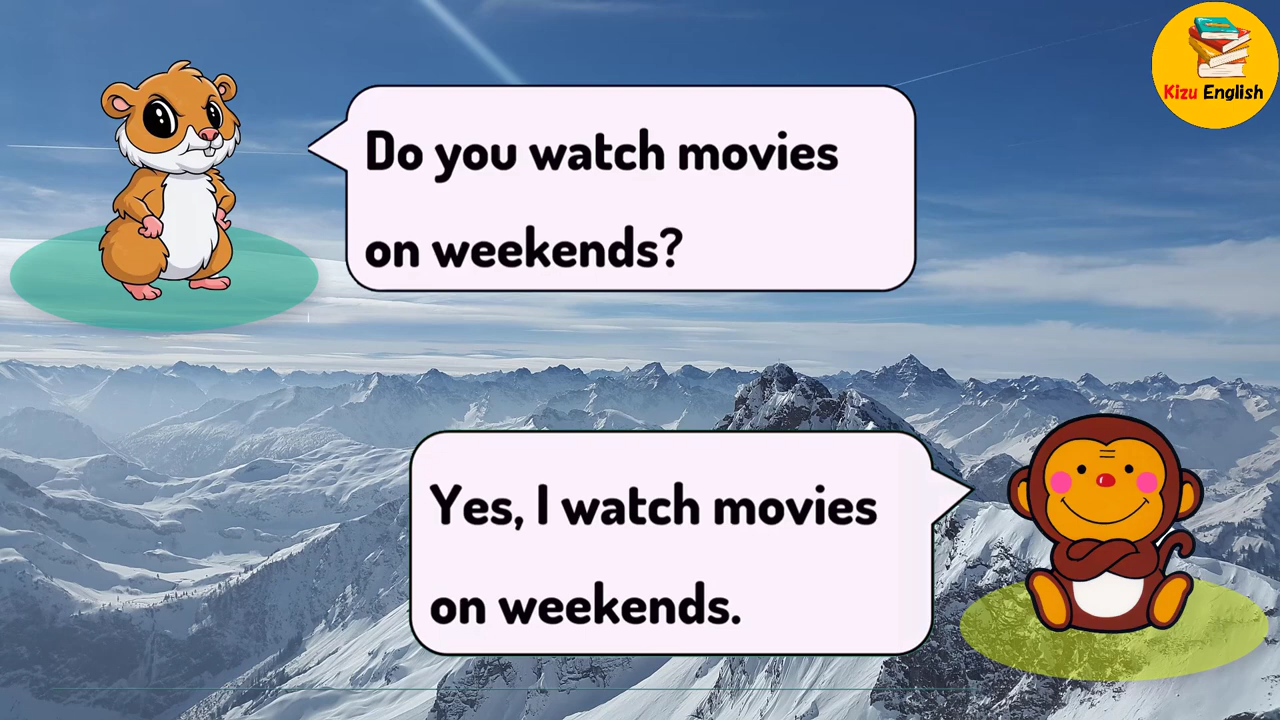 Kizu English
Do you watch movies
on weekends?
Yes, I watch movies
on weekends.